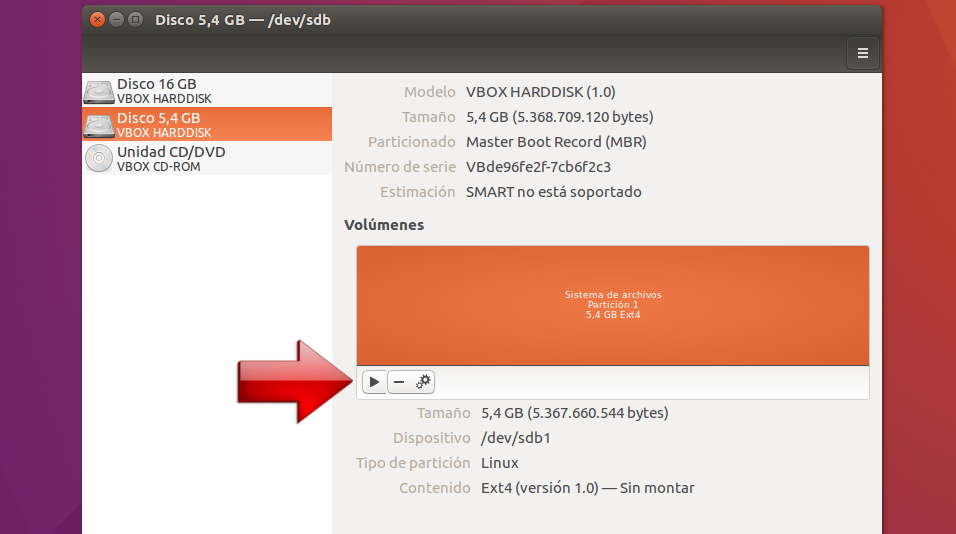 Disco 5,4 GB — /dev/sdb
Disco 16 GB
VBOX HARDDISK
Disco 5,4 GB
VBOX HARDDISK
Unidad CD/DVD
VBOX CD-ROM
Modelo VBOX HARDDISK (1.0)
Tamaño 5,4 GB (5.368.709.120 bytes)
Particionado Master Boot Record (MBR)
Número de serie VBde96fe2f-7cb6f2c3
Estimación SMART no está soportado
Volúmenes
Sistema de archivos
Partición 1
5,4 GB Ext4
Tamaño 5,4 GB (5.367.660.544 bytes)
Dispositivo /dev/sdb1
Tipo de partición Linux
Contenido Ext4 (versión 1.0) — Sin montar